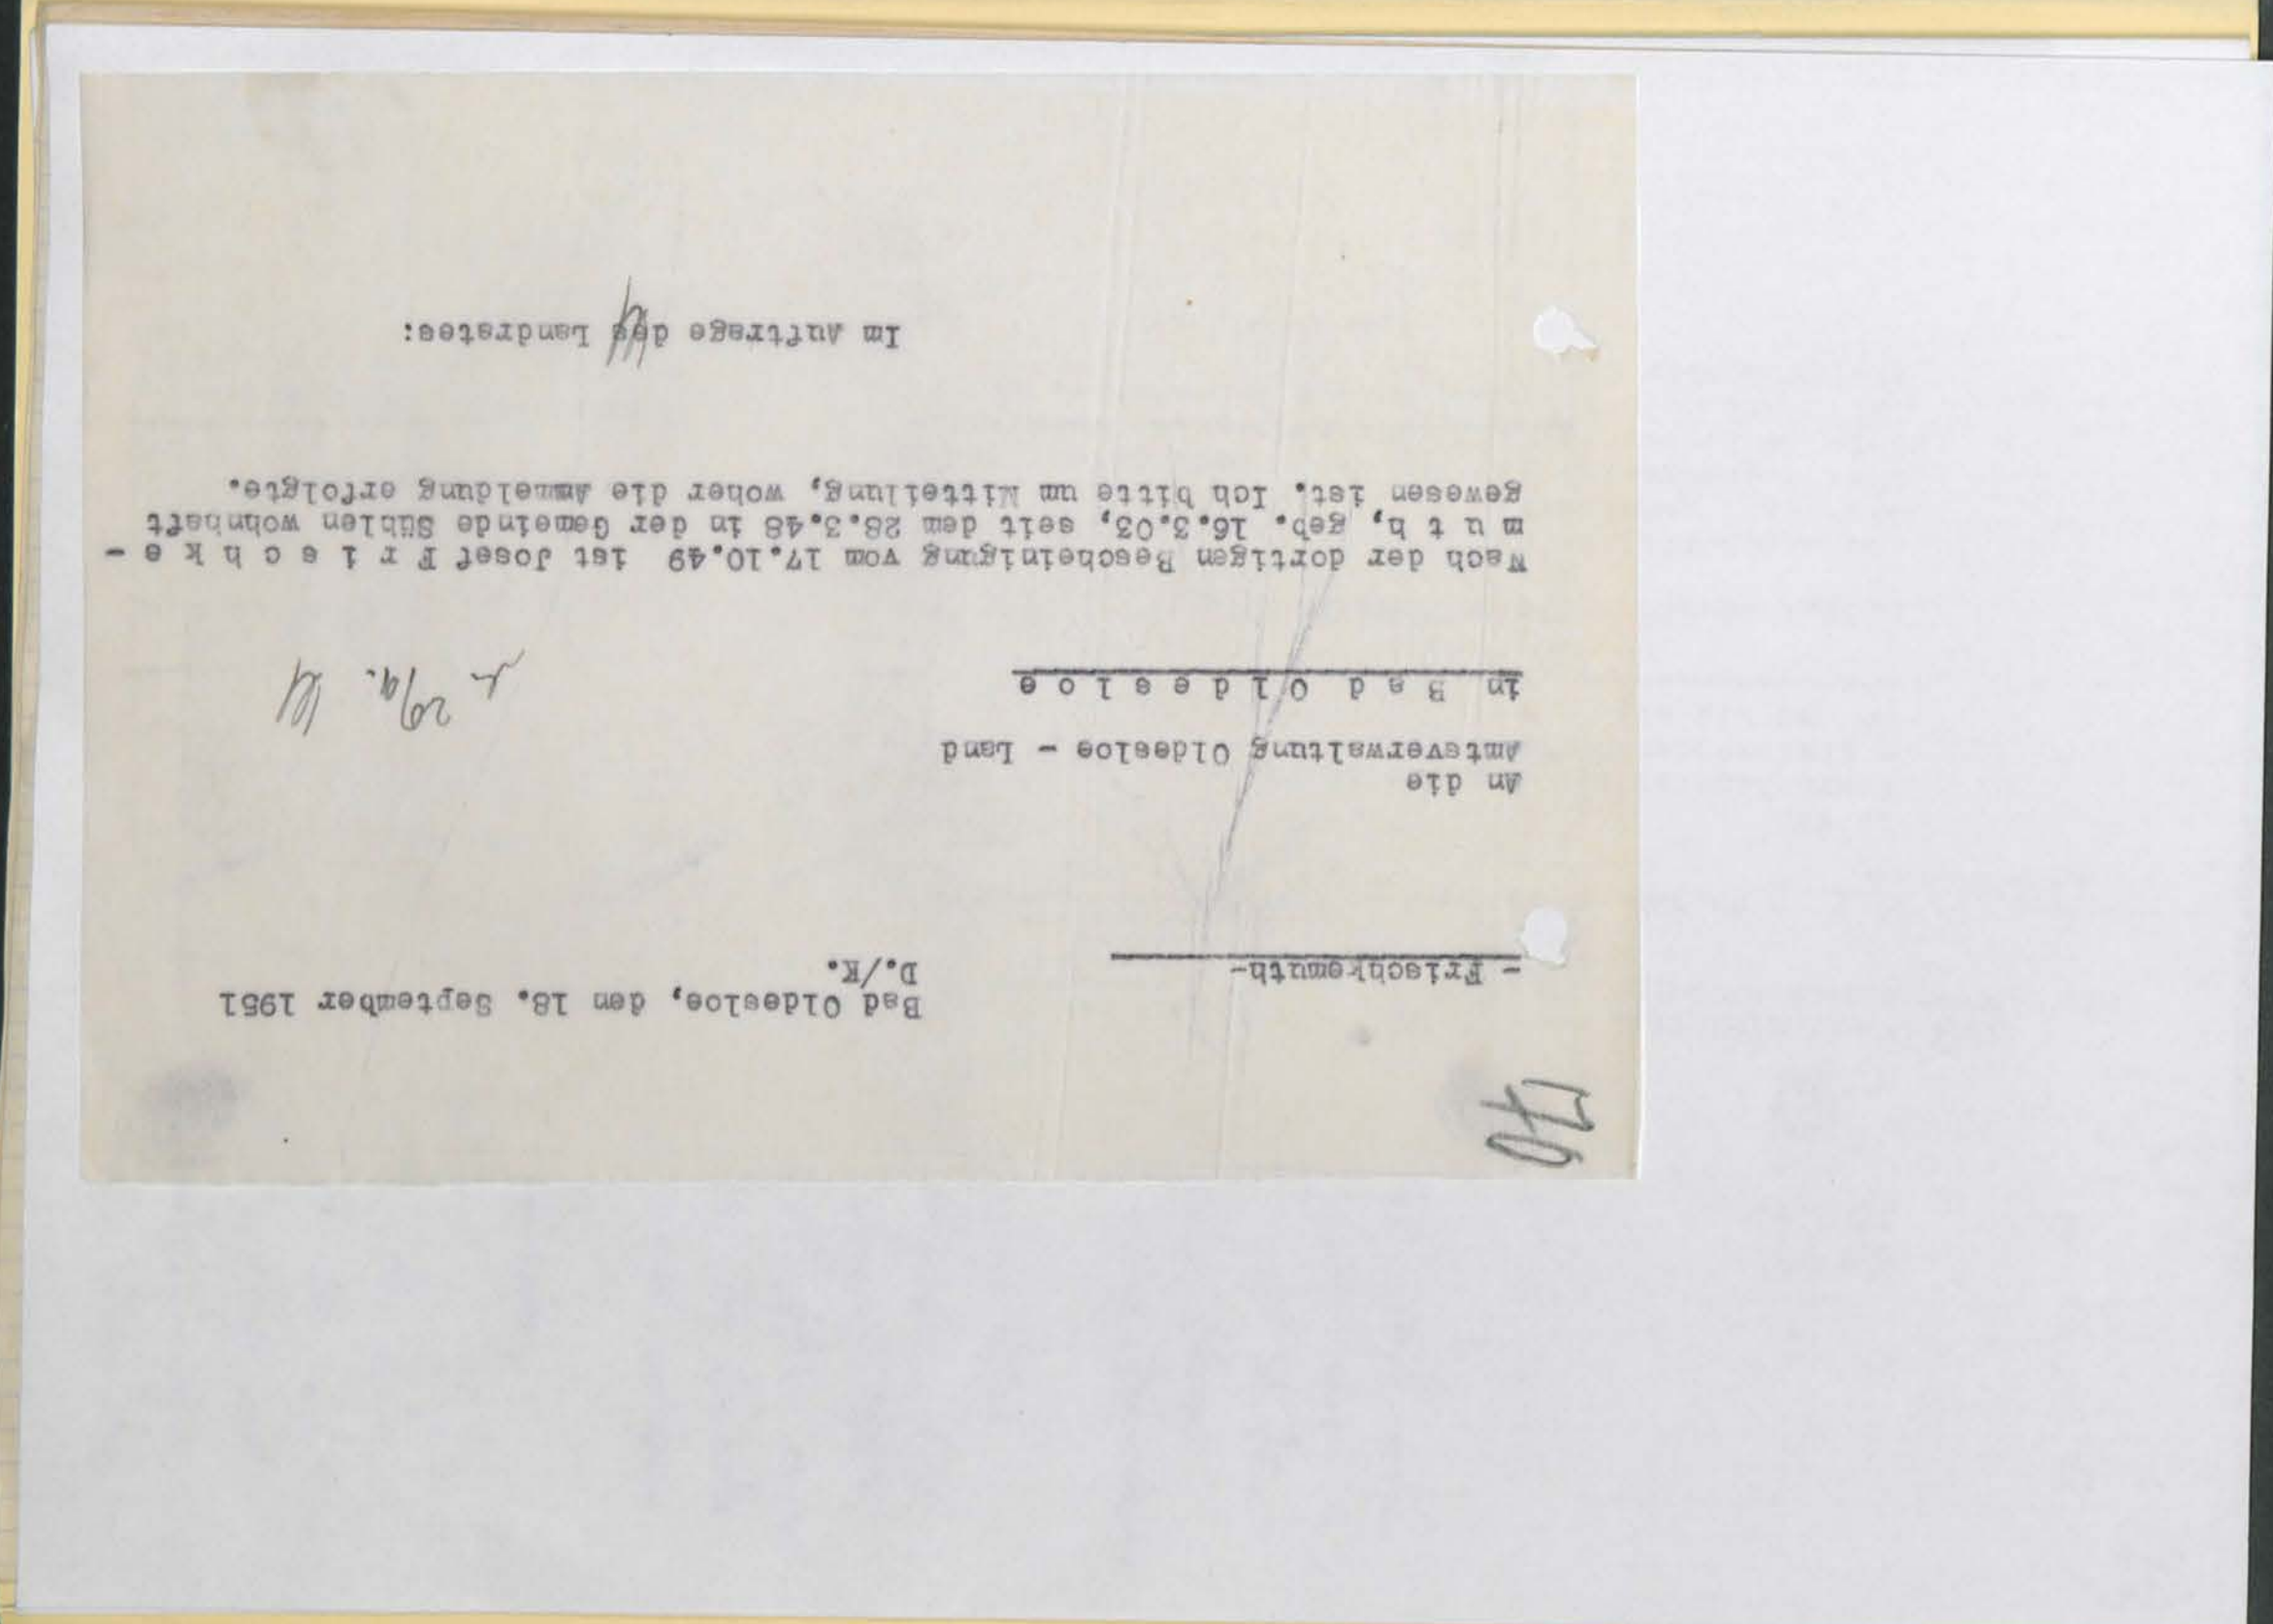 Bad Oldesloe, den 18. September 1951
- Frischkemuth-
D./K.
An die
Amtsverwaltung Oldesloe - Land
in Bad Oldesloe
Nach der dortigen Bescheinigung vom 17.10.49 ist Josef Frischke-
muth, geb. 16.3.03, seit dem 28.3.48 in der Gemeinde Sühlen wohnhaft
gewesen ist. Ich bitte um Mitteilung, woher die Anmeldung erfolgte.
Im Auftrage des Landrates: